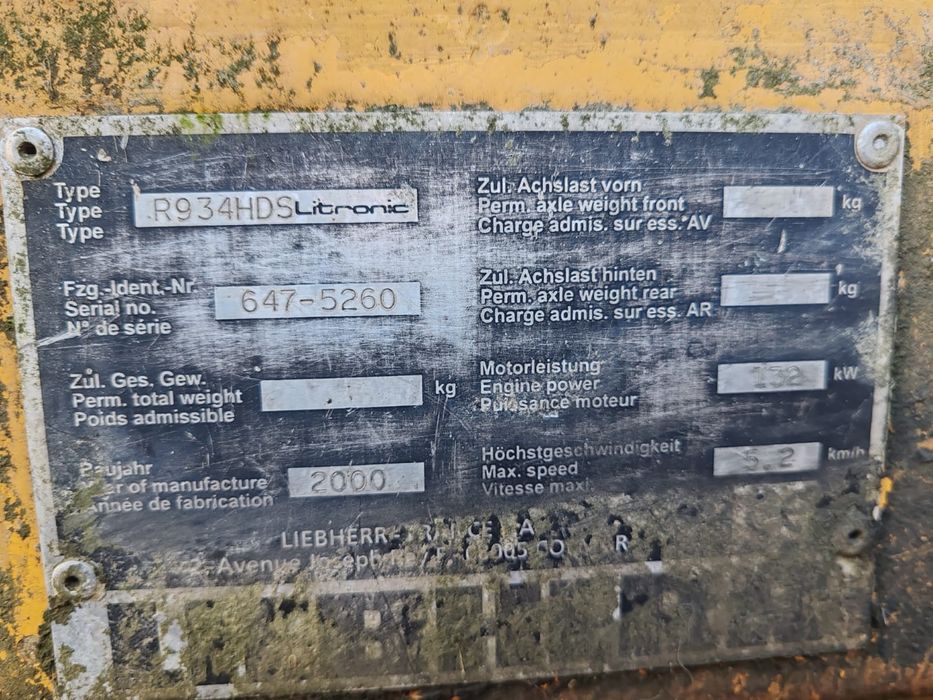 Type
Type
Type
R934HDS Litronic
Fzg.-Ident.-Nr.
Serial no.
N° de série
647-5260
Zul. Ges. Gew.
Perm. total weight
Poids admissible
kg
Baujahr
Year of manufacture
Année de fabrication
2000
Zul. Achslast vorn
Perm. axle weight front
Charge admis. sur ess. AV
kg
Zul. Achslast hinten
Perm. axle weight rear
Charge admis. sur ess. AR
kg
Motorleistung
Engine power
Puissance moteur
132 kW
Höchstgeschwindigkeit
Max. speed
Vitesse maxi.
5.2 km/h
LIEBHERR-
Avenue Joseph